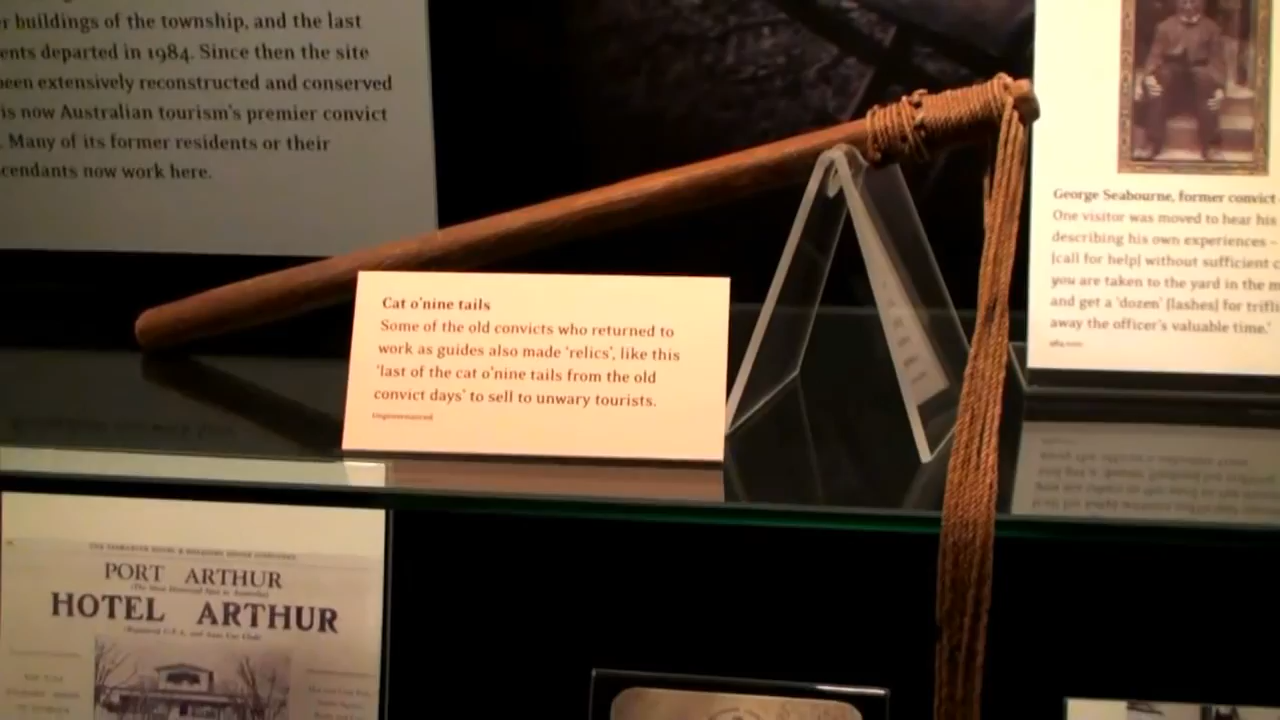 r buildings of the township, and the last
ents departed in 1984. Since then the site
been extensively reconstructed and conserved
is now Australian tourism's premier convict
. Many of its former residents or their
cendants now work here.
Cat o'nine tails
Some of the old convicts who returned to
work as guides also made 'relics', like this
'last of the cat o'nine tails from the old
convict days' to sell to unwary tourists.
George Seabourne, former convict
One visitor was moved to hear his
describing his own experiences –
[call for help] without sufficient c
you are taken to the yard in the m
and get a 'dozen' [lashes] for trifli
away the officer's valuable time.'
PORT ARTHUR
HOTEL ARTHUR